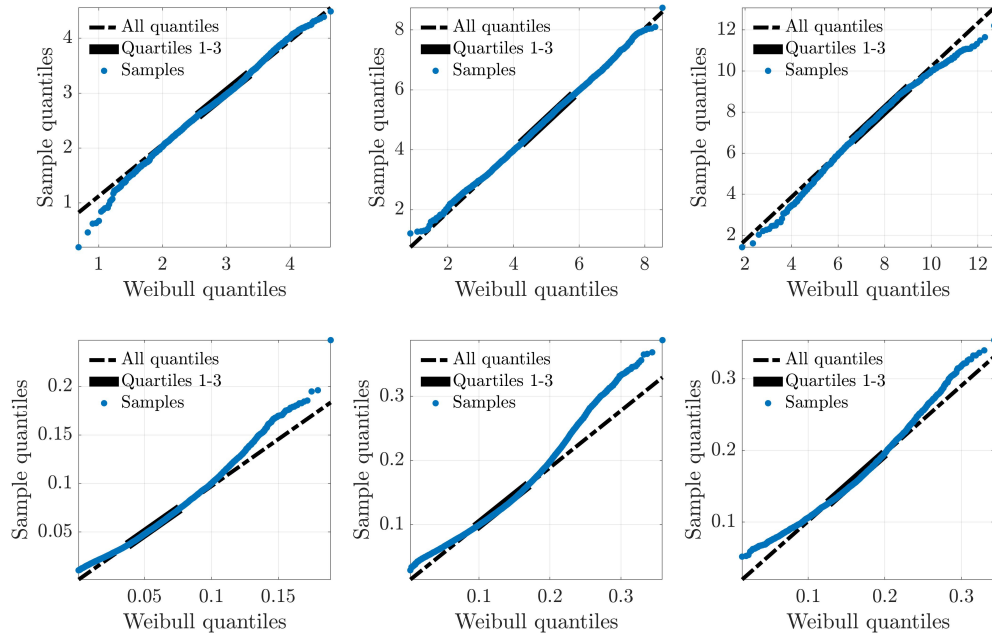 All quantiles
Quartiles 1-3
Samples
4
3
2
1
Sample quantiles
1 2 3 4
Weibull quantiles
All quantiles
Quartiles 1-3
Samples
8
6
4
2
Sample quantiles
2 4 6 8
Weibull quantiles
All quantiles
Quartiles 1-3
Samples
12
10
8
6
4
2
Sample quantiles
2 4 6 8 10 12
Weibull quantiles
All quantiles
Quartiles 1-3
Samples
0.2
0.15
0.1
0.05
Sample quantiles
0.05 0.1 0.15
Weibull quantiles
All quantiles
Quartiles 1-3
Samples
0.3
0.2
0.1
Sample quantiles
0.1 0.2 0.3
Weibull quantiles
All quantiles
Quartiles 1-3
Samples
0.3
0.2
0.1
Sample quantiles
0.1 0.2 0.3
Weibull quantiles